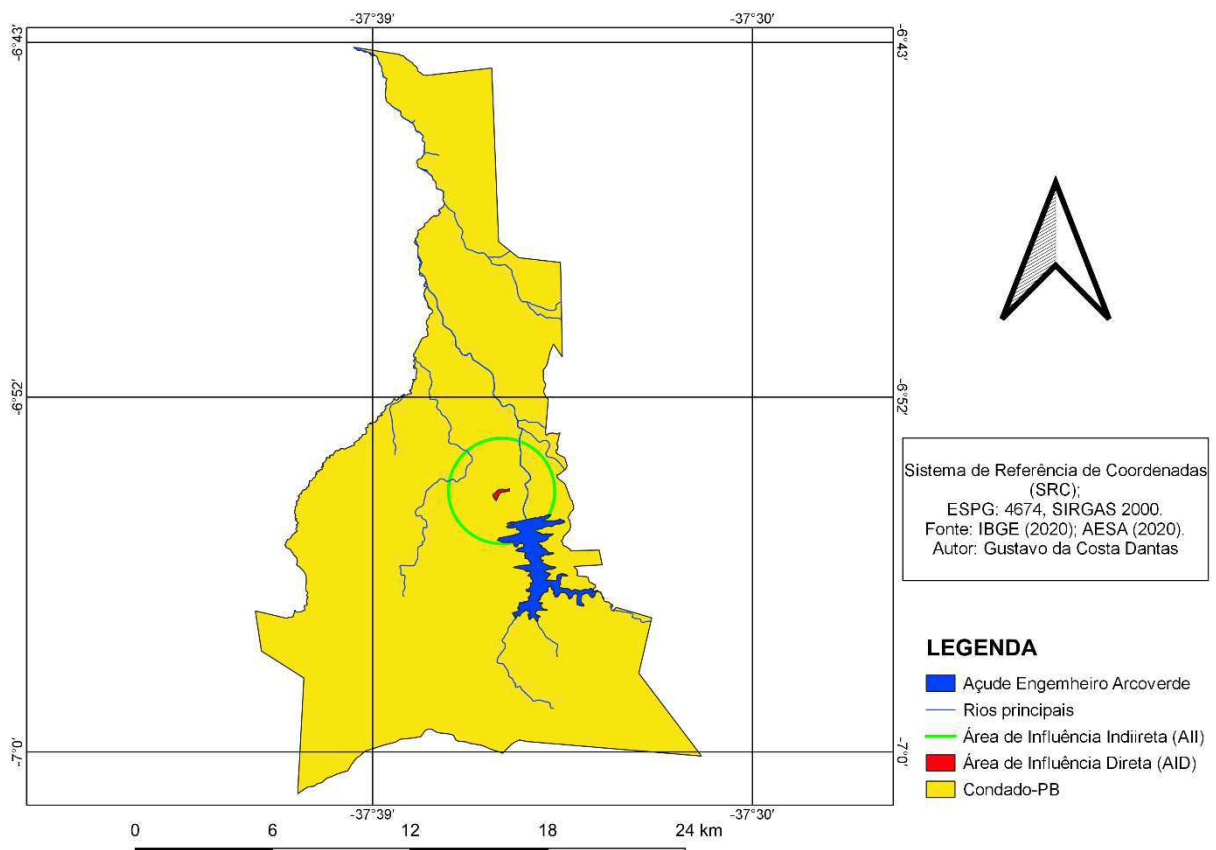 -37°39' -37°30'
-6°43' -6°43'
-6°52' -6°52'
Sistema de Referência de Coordenadas
(SRC);
ESPG: 4674, SIRGAS 2000.
Fonte: IBGE (2020); AESA (2020).
Autor: Gustavo da Costa Dantas
LEGENDA
Açude Engemheiro Arcoverde
Rios principais
Área de Influência Indiireta (AII)
Área de Influência Direta (AID)
Condado-PB
-7°0' -7°0'
-37°39' -37°30'
0 6 12 18 24 km